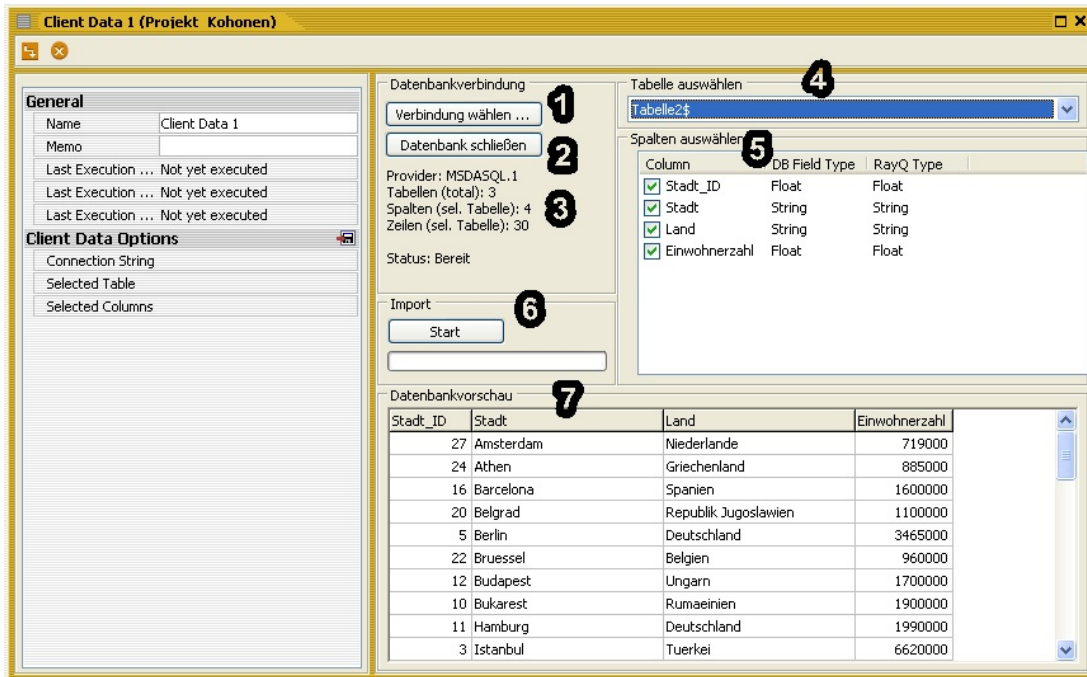 Client Data 1 (Projekt Kohonen)
General
Name Client Data 1
Memo
Last Execution ... Not yet executed
Last Execution ... Not yet executed
Last Execution ... Not yet executed
Client Data Options
Connection String
Selected Table
Selected Columns
Datenbankverbindung
Verbindung wählen ... 1
Datenbank schließen 2
Provider: MSDASQL.1
Tabellen (total): 3
Spalten (sel. Tabelle): 4 3
Zeilen (sel. Tabelle): 30
Status: Bereit
Import 6
Start
Tabelle auswählen 4
Tabelle2$
Spalten auswählen 5
Column DB Field Type RayQ Type
Stadt_ID Float Float
Stadt String String
Land String String
Einwohnerzahl Float Float
Datenbankvorschau 7
Stadt_ID Stadt Land Einwohnerzahl
27 Amsterdam Niederlande 719000
24 Athen Griechenland 885000
16 Barcelona Spanien 1600000
20 Belgrad Republik Jugoslawien 1100000
5 Berlin Deutschland 3465000
22 Bruessel Belgien 960000
12 Budapest Ungarn 1700000
10 Bukarest Rumaeinien 1900000
11 Hamburg Deutschland 1990000
3 Istanbul Tuerkei 6620000